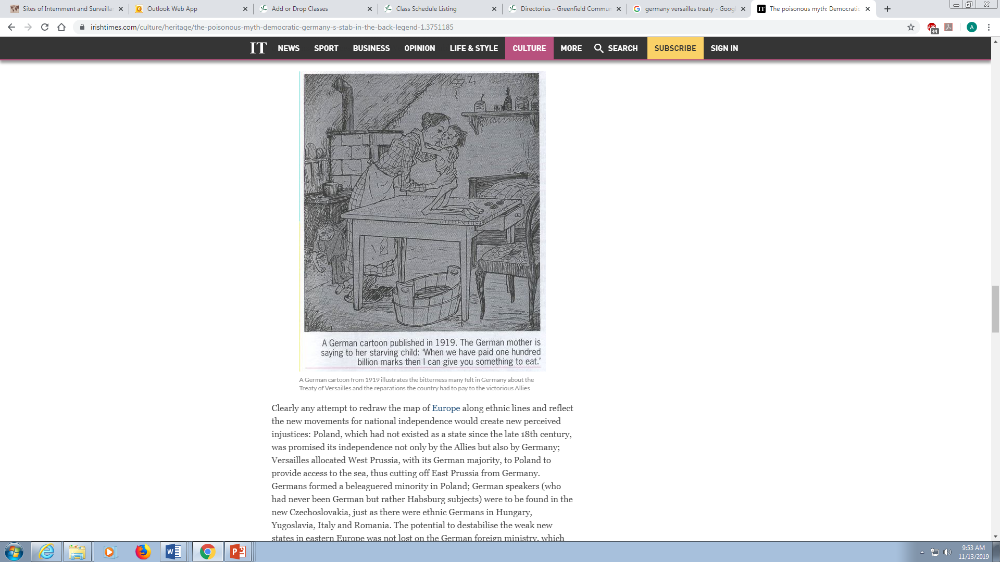 Sites of Internment and Surveillan
Outlook Web App
Add or Drop Classes
Class Schedule Listing
Directories – Greenfield Commun
germany versailles treaty - Googl
The poisonous myth: Democratic
irishtimes.com/culture/heritage/the-poisonous-myth-democratic-germany-s-stab-in-the-back-legend-1.3751185
ABP
34
A
IT NEWS SPORT BUSINESS OPINION LIFE & STYLE CULTURE MORE SEARCH SUBSCRIBE SIGN IN
A German cartoon published in 1919. The German mother is
saying to her starving child: 'When we have paid one hundred
billion marks then I can give you something to eat.'
A German cartoon from 1919 illustrates the bitterness many felt in Germany about the
Treaty of Versailles and the reparations the country had to pay to the victorious Allies
Clearly any attempt to redraw the map of Europe along ethnic lines and reflect
the new movements for national independence would create new perceived
injustices: Poland, which had not existed as a state since the late 18th century,
was promised its independence not only by the Allies but also by Germany;
Versailles allocated West Prussia, with its German majority, to Poland to
provide access to the sea, thus cutting off East Prussia from Germany.
Germans formed a beleaguered minority in Poland; German speakers (who
had never been German but rather Habsburg subjects) were to be found in the
new Czechoslovakia, just as there were ethnic Germans in Hungary,
Yugoslavia, Italy and Romania. The potential to destabilise the weak new
states in eastern Europe was not lost on the German foreign ministry, which
9:53 AM
11/13/2019